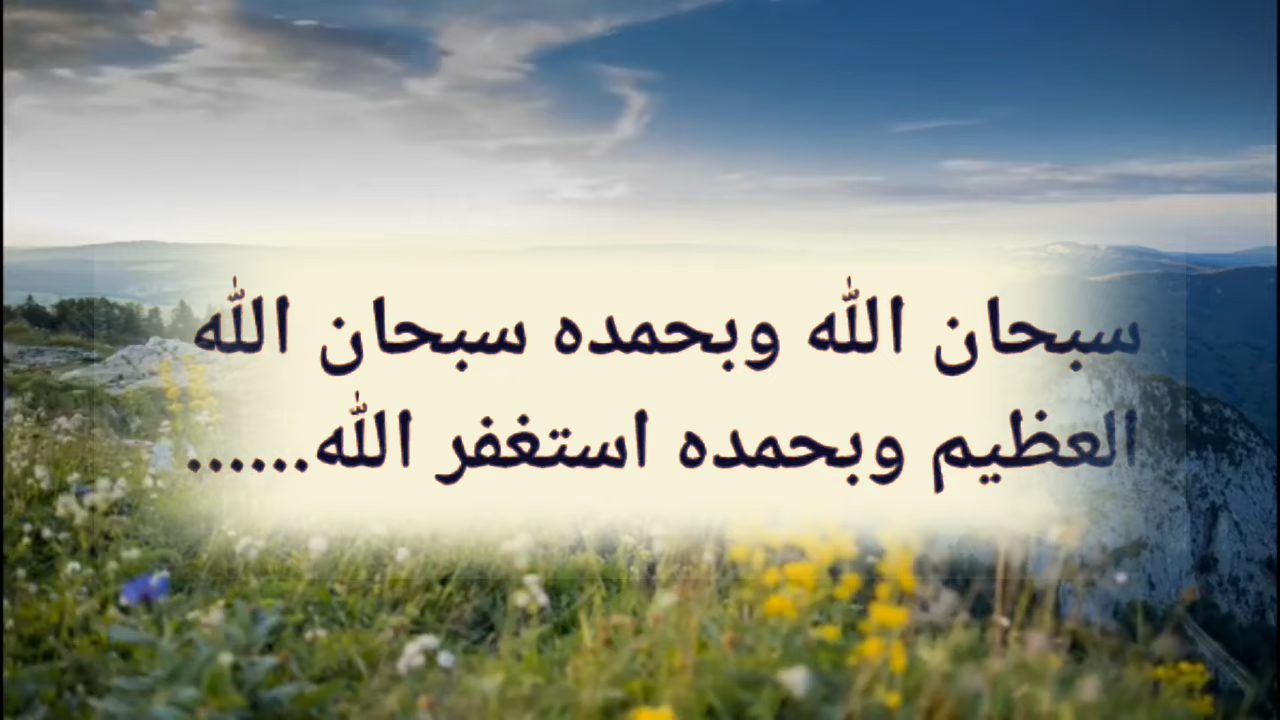 سبحان الله وبحمده سبحان الله
العظيم وبحمده استغفر الله......